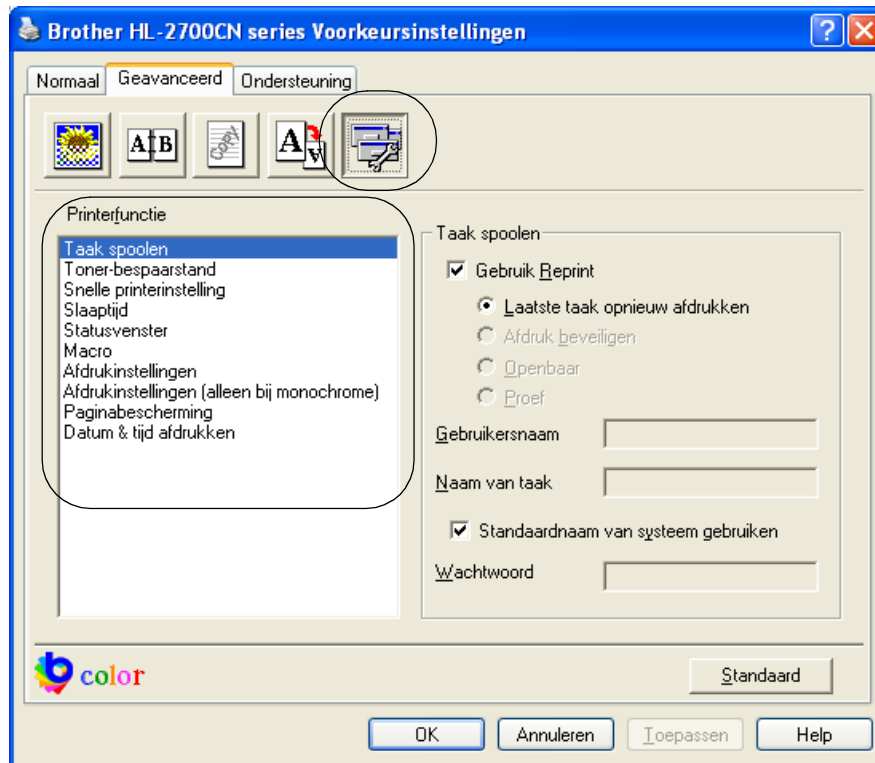 Brother HL-2700CN series Voorkeursinstellingen
Normaal Geavanceerd Ondersteuning
A B Copy A A
Printerfunctie
Taak spoolen
Toner-bespaarstand
Snelle printerinstelling
Slaaptijd
Statusvenster
Macro
Afdrukinstellingen
Afdrukinstellingen (alleen bij monochrome)
Paginabescherming
Datum & tijd afdrukken
Taak spoolen
Gebruik Reprint
Laatste taak opnieuw afdrukken
Afdruk beveiligen
Openbaar
Proef
Gebruikersnaam
Naam van taak
Standaardnaam van systeem gebruiken
Wachtwoord
color
Standaard
OK Annuleren Toepassen Help